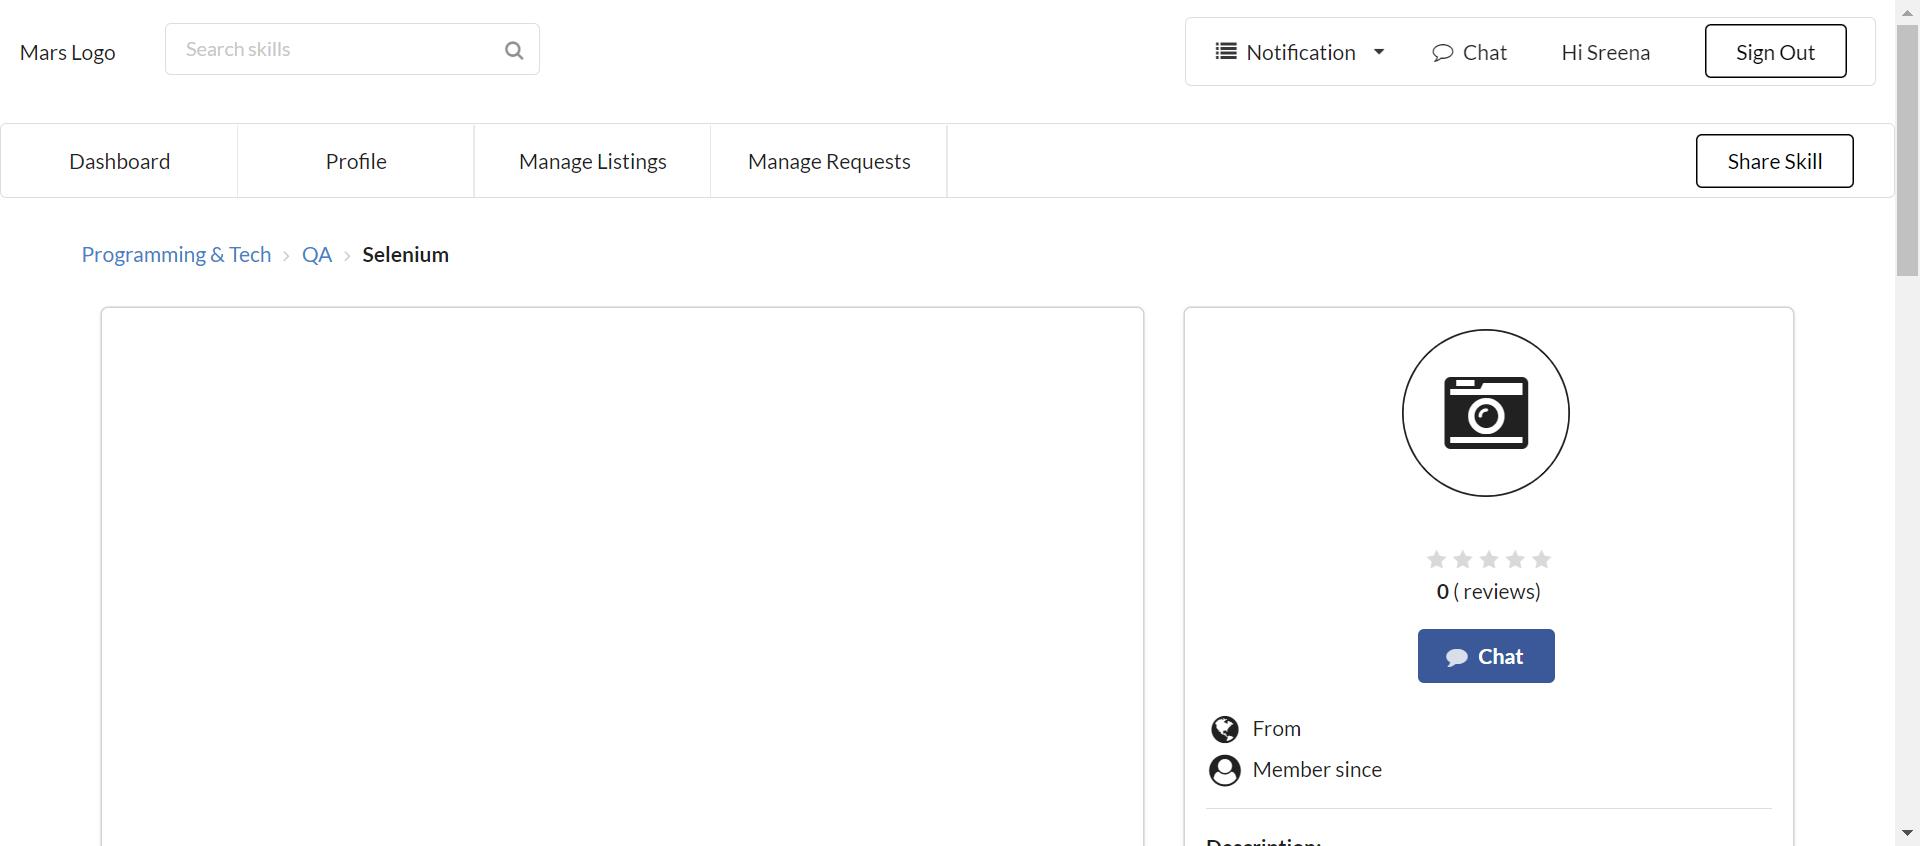 Mars Logo
Search skills
Notification
Chat
Hi Sreena
Sign Out
Dashboard
Profile
Manage Listings
Manage Requests
Share Skill
Programming & Tech › QA › Selenium
0 ( reviews)
Chat
From
Member since
Description: